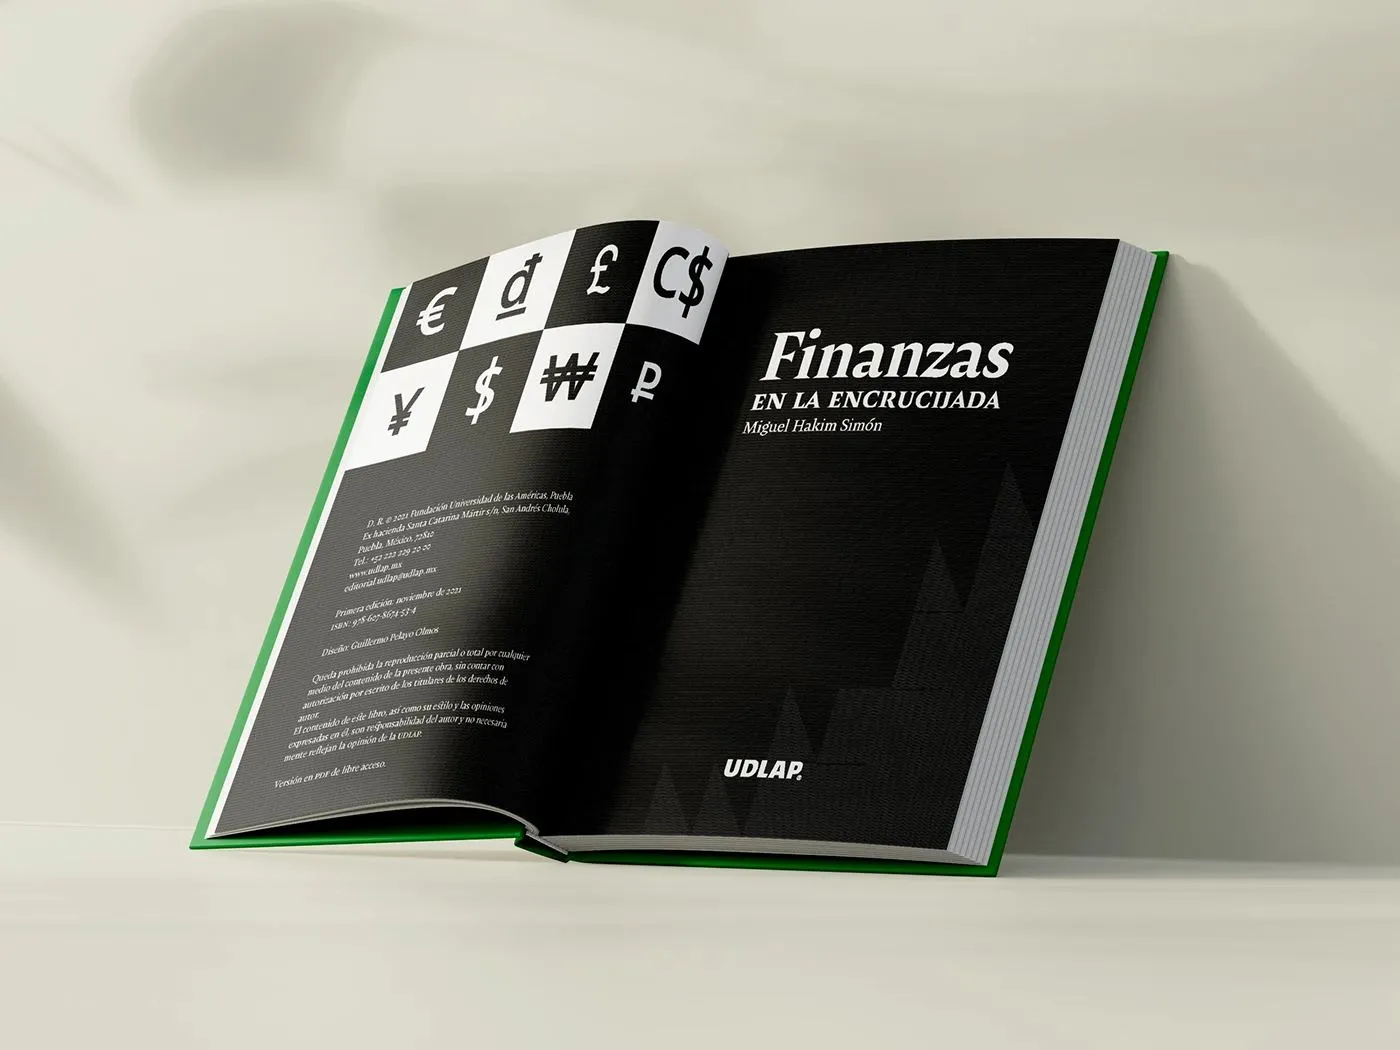 € ₫ £ C$
¥ $ ₩ ₽
D. R. © 2021 Fundación Universidad de las Américas, Puebla
Ex hacienda Santa Catarina Mártir s/n, San Andrés Cholula,
Puebla, México, 72810
Tel.: +52 222 229 20 00
www.udlap.mx
editorial.udlap@udlap.mx
Primera edición: noviembre de 2021
ISBN: 978-607-8674-53-4
Diseño: Guillermo Pelayo Olmos
Queda prohibida la reproducción parcial o total por cualquier
medio del contenido de la presente obra, sin contar con
autorización por escrito de los titulares de los derechos de
autor.
El contenido de este libro, así como su estilo y las opiniones
expresadas en él, son responsabilidad del autor y no necesaria
mente reflejan la opinión de la UDLAP.
Versión en PDF de libre acceso.
Finanzas
EN LA ENCRUCIJADA
Miguel Hakim Simón
UDLAP®